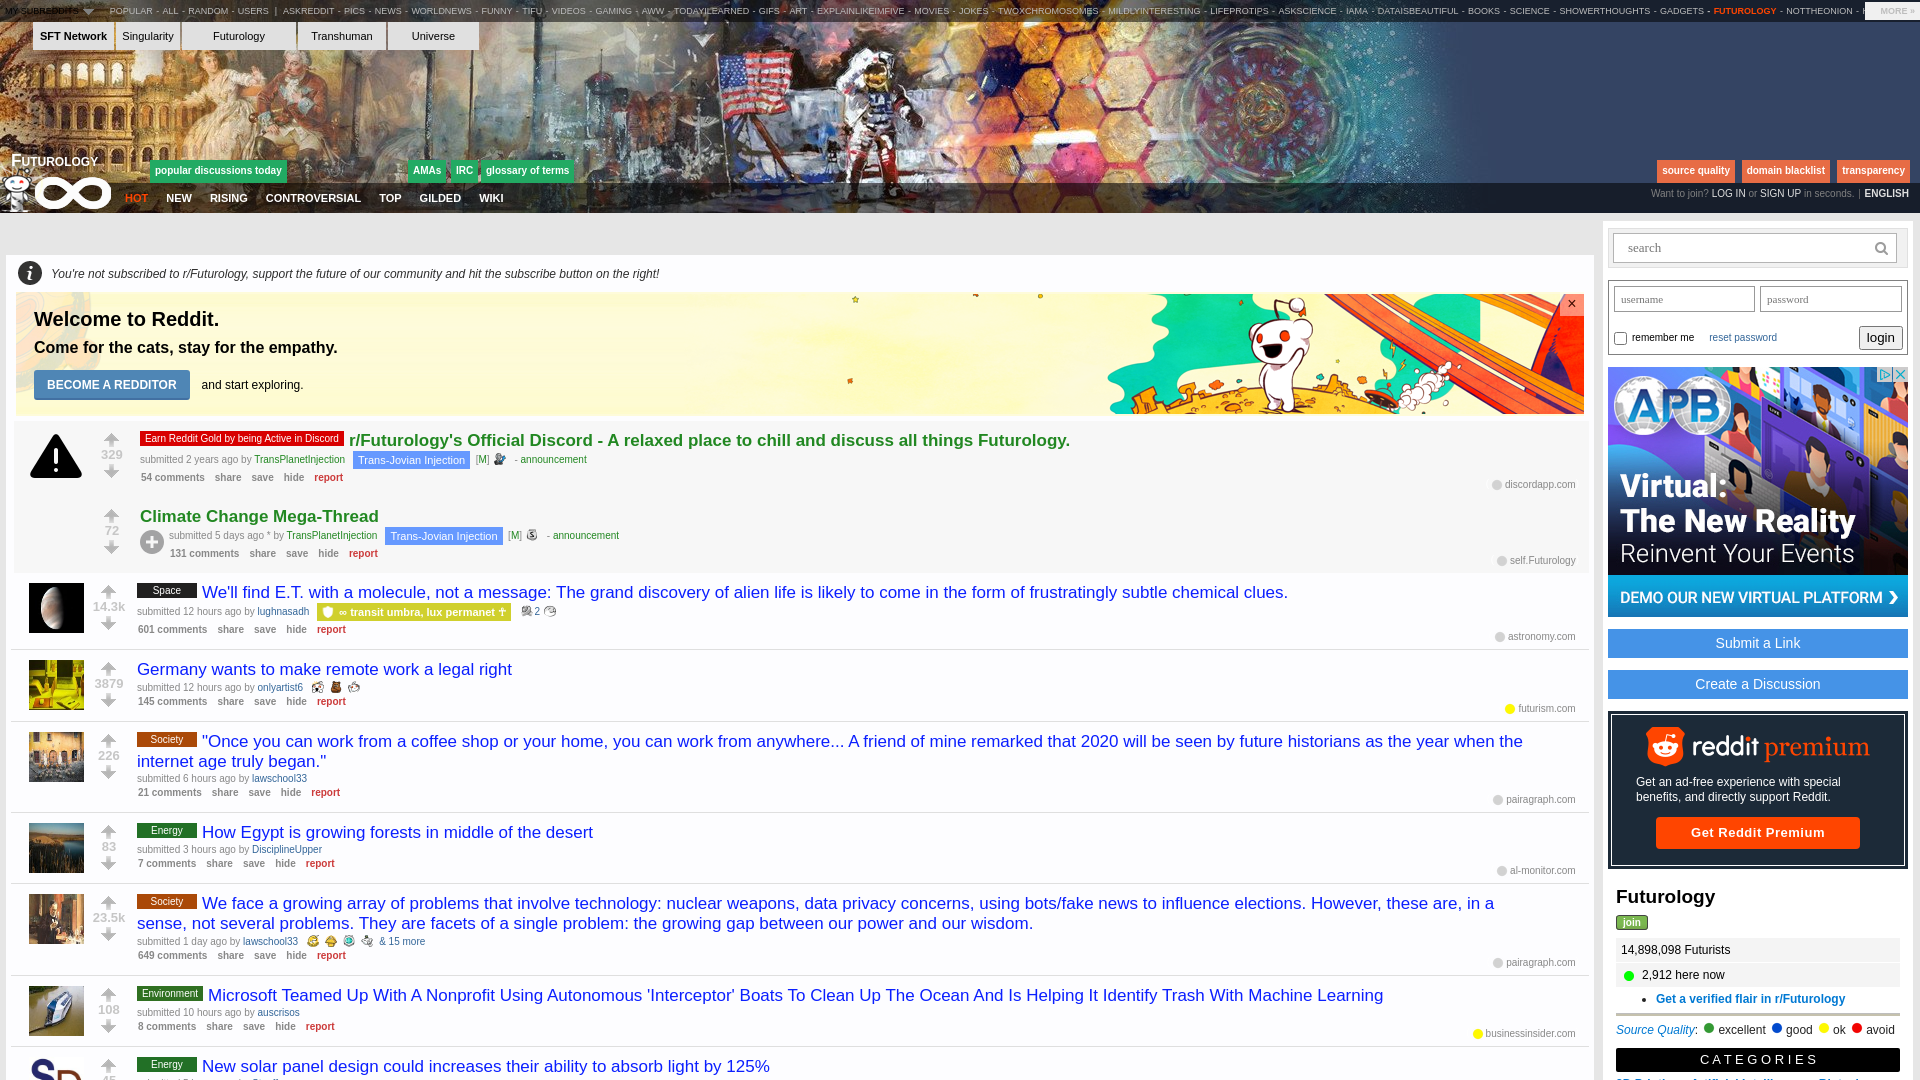 MY SUBREDDITS POPULAR - ALL - RANDOM - USERS | ASKREDDIT - PICS - NEWS - WORLDNEWS - FUNNY - TIFU - VIDEOS - GAMING - AWW - TODAYILEARNED - GIFS - ART - EXPLAINLIKEIMFIVE - MOVIES - JOKES - TWOXCHROMOSOMES - MILDLYINTERESTING - LIFEPROTIPS - ASKSCIENCE - IAMA - DATAISBEAUTIFUL - BOOKS - SCIENCE - SHOWERTHOUGHTS - GADGETS - FUTUROLOGY - NOTTHEONION - MORE »
SFT Network Singularity Futurology Transhuman Universe
FUTUROLOGY
popular discussions today AMAs IRC glossary of terms source quality domain blacklist transparency
HOT NEW RISING CONTROVERSIAL TOP GILDED WIKI
Want to join? LOG IN or SIGN UP in seconds. | ENGLISH
You're not subscribed to r/Futurology, support the future of our community and hit the subscribe button on the right!
Welcome to Reddit.
Come for the cats, stay for the empathy.
BECOME A REDDITOR and start exploring.
×
329
Earn Reddit Gold by being Active in Discord r/Futurology's Official Discord - A relaxed place to chill and discuss all things Futurology.
submitted 2 years ago by TransPlanetInjection Trans-Jovian Injection [M] - announcement
54 comments share save hide report
discordapp.com
72
Climate Change Mega-Thread
submitted 5 days ago * by TransPlanetInjection Trans-Jovian Injection [M] - announcement
131 comments share save hide report
self.Futurology
14.3k
Space We'll find E.T. with a molecule, not a message: The grand discovery of alien life is likely to come in the form of frustratingly subtle chemical clues.
submitted 12 hours ago by lughnasadh ∞ transit umbra, lux permanet ☥ 2
601 comments share save hide report
astronomy.com
3879
Germany wants to make remote work a legal right
submitted 12 hours ago by onlyartist6
145 comments share save hide report
futurism.com
226
Society "Once you can work from a coffee shop or your home, you can work from anywhere... A friend of mine remarked that 2020 will be seen by future historians as the year when the
internet age truly began."
submitted 6 hours ago by lawschool33
21 comments share save hide report
pairagraph.com
83
Energy How Egypt is growing forests in middle of the desert
submitted 3 hours ago by DisciplineUpper
7 comments share save hide report
al-monitor.com
23.5k
Society We face a growing array of problems that involve technology: nuclear weapons, data privacy concerns, using bots/fake news to influence elections. However, these are, in a
sense, not several problems. They are facets of a single problem: the growing gap between our power and our wisdom.
submitted 1 day ago by lawschool33 & 15 more
649 comments share save hide report
pairagraph.com
108
Environment Microsoft Teamed Up With A Nonprofit Using Autonomous 'Interceptor' Boats To Clean Up The Ocean And Is Helping It Identify Trash With Machine Learning
submitted 10 hours ago by auscrisos
8 comments share save hide report
businessinsider.com
Energy New solar panel design could increases their ability to absorb light by 125%
search
username password
remember me reset password login
APB
Virtual:
The New Reality
Reinvent Your Events
DEMO OUR NEW VIRTUAL PLATFORM ❯
Submit a Link
Create a Discussion
reddit premium
Get an ad-free experience with special
benefits, and directly support Reddit.
Get Reddit Premium
Futurology
join
14,898,098 Futurists
2,912 here now
• Get a verified flair in r/Futurology
Source Quality: excellent good ok avoid
CATEGORIES